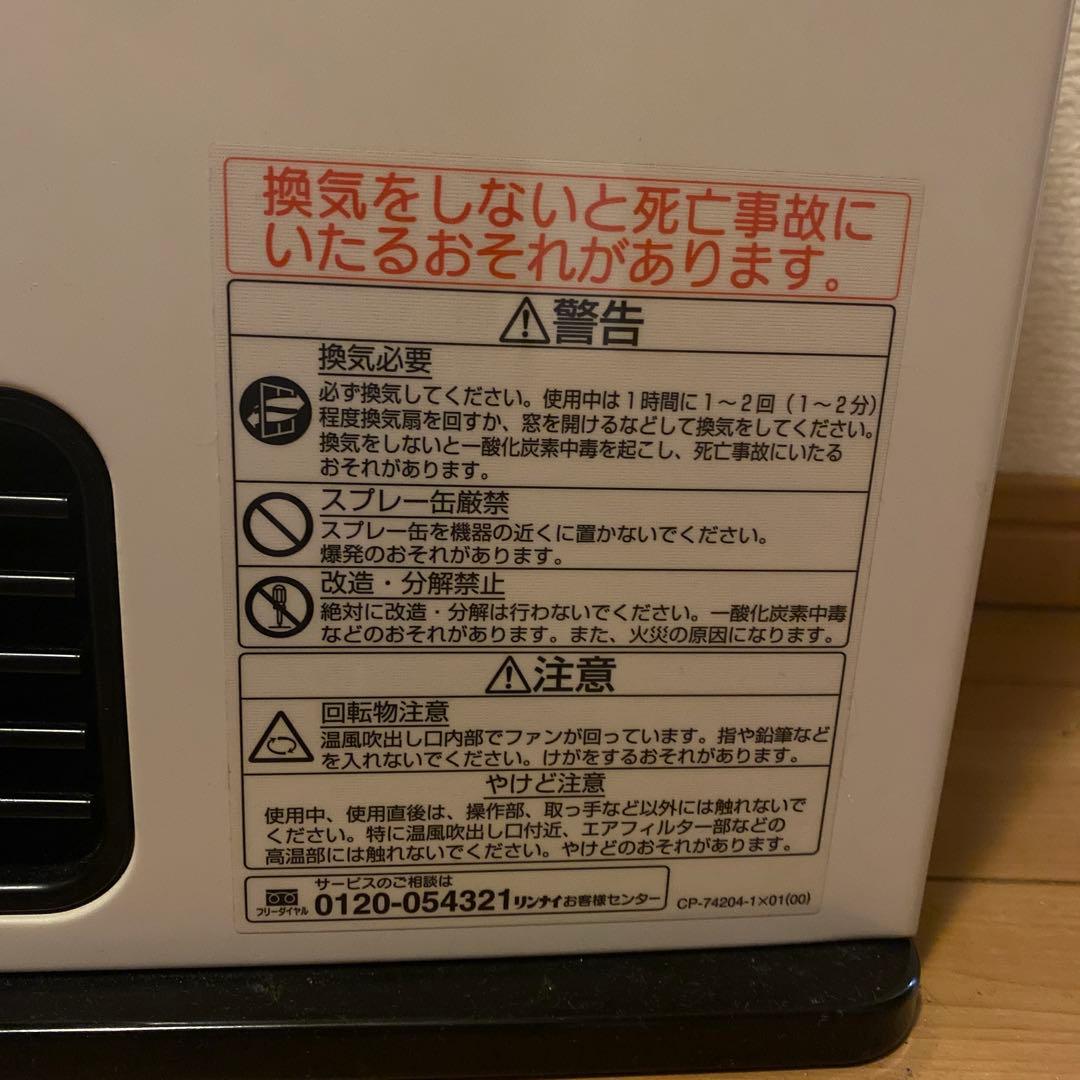 換気をしないと死亡事故に
いたるおそれがあります。
警告
換気必要
必ず換気してください。使用中は1時間に1~2回(1~2分)
程度換気扇を回すか、窓を開けるなどして換気をしてください。
換気をしないと一酸化炭素中毒を起こし、死亡事故にいたる
おそれがあります。
スプレー缶厳禁
スプレー缶を機器の近くに置かないでください。
爆発のおそれがあります。
改造・分解禁止
絶対に改造・分解は行わないでください。一酸化炭素中毒
などのおそれがあります。また、火災の原因になります。
注意
回転物注意
温風吹出し口内部でファンが回っています。指や鉛筆など
を入れないでください。けがをするおそれがあります。
やけど注意
使用中、使用直後は、操作部、取っ手など以外には触れないで
ください。特に温風吹出し口付近、エアフィルター部などの
高温部には触れないでください。やけどのおそれがあります。
サービスのご相談は
フリーダイヤル 0120-054321 リンナイお客様センター
CP-74204-1×01(00)